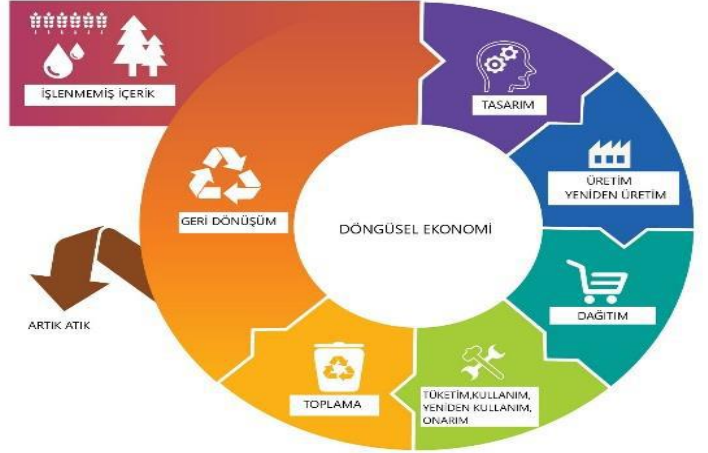 İŞLENMEMİŞ İÇERİK
TASARIM
ÜRETİM
YENİDEN ÜRETİM
DAĞITIM
TÜKETİM,KULLANIM,
YENİDEN KULLANIM,
ONARIM
TOPLAMA
GERİ DÖNÜŞÜM
ARTIK ATIK
DÖNGÜSEL EKONOMİ